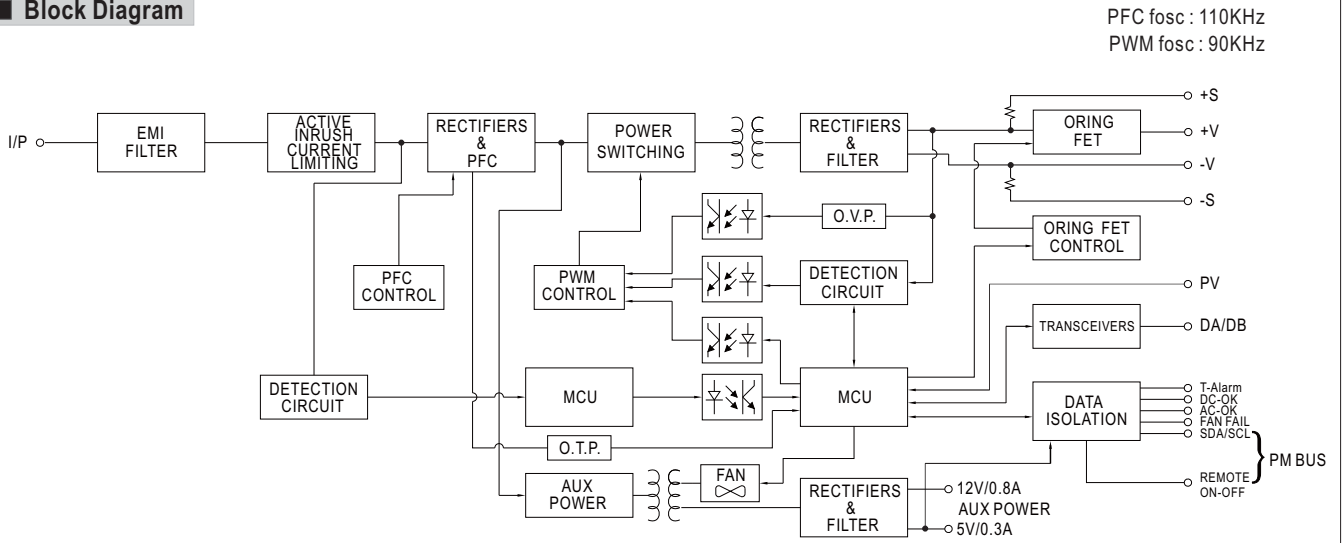 Block Diagram
PFC fosc : 110KHz
PWM fosc : 90KHz
I/P
EMI
FILTER
ACTIVE
INRUSH
CURRENT
LIMITING
RECTIFIERS
&
PFC
POWER
SWITCHING
RECTIFIERS
&
FILTER
ORING
FET
+S
+V
-V
-S
O.V.P.
ORING FET
CONTROL
PFC
CONTROL
PWM
CONTROL
DETECTION
CIRCUIT
PV
TRANSCEIVERS
DA/DB
DETECTION
CIRCUIT
MCU
MCU
DATA
ISOLATION
T-Alarm
DC-OK
AC-OK
FAN FAIL
SDA/SCL
PM BUS
REMOTE
ON-OFF
O.T.P.
AUX
POWER
FAN
RECTIFIERS
&
FILTER
12V/0.8A
AUX POWER
5V/0.3A